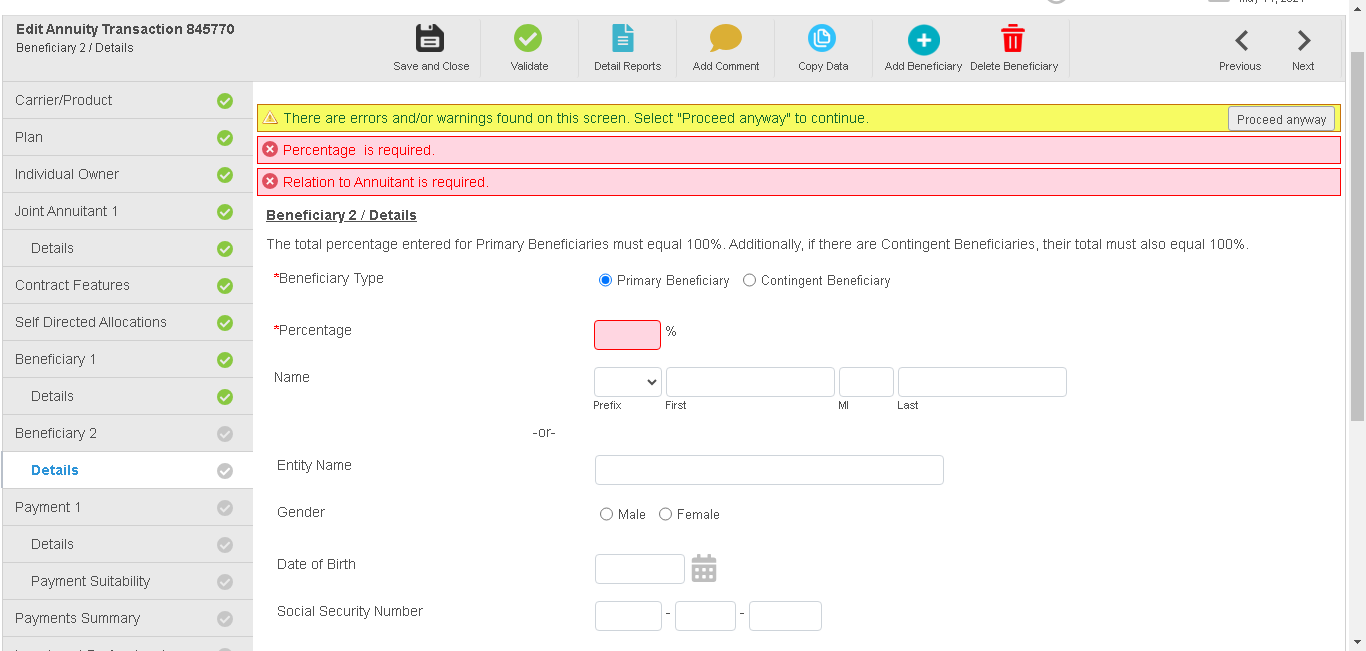 Edit Annuity Transaction 845770
Beneficiary 2 / Details
Save and Close
Validate
Detail Reports
Add Comment
Copy Data
Add Beneficiary
Delete Beneficiary
Previous
Next
Carrier/Product
Plan
Individual Owner
Joint Annuitant 1
Details
Contract Features
Self Directed Allocations
Beneficiary 1
Details
Beneficiary 2
Details
Payment 1
Details
Payment Suitability
Payments Summary
There are errors and/or warnings found on this screen. Select "Proceed anyway" to continue.
Proceed anyway
Percentage is required.
Relation to Annuitant is required.
Beneficiary 2 / Details
The total percentage entered for Primary Beneficiaries must equal 100%. Additionally, if there are Contingent Beneficiaries, their total must also equal 100%.
*Beneficiary Type
Primary Beneficiary
Contingent Beneficiary
*Percentage
%
Name
Prefix
First
MI
Last
-or-
Entity Name
Gender
Male
Female
Date of Birth
Social Security Number
- -